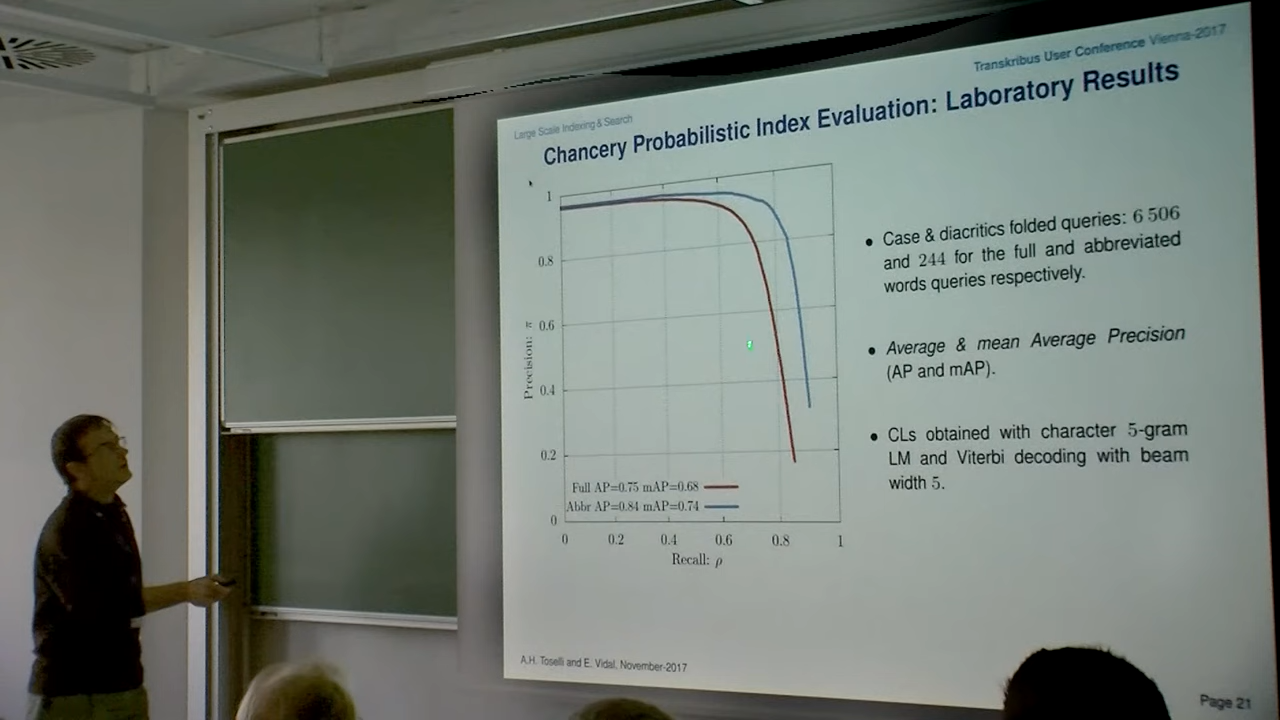 Transkribus User Conference Vienna-2017
Large Scale Indexing & Search
Chancery Probabilistic Index Evaluation: Laboratory Results
1
0.8
0.6
0.4
0.2
0
Precision: π
Full AP=0.75 mAP=0.68
Abbr AP=0.84 mAP=0.74
0 0.2 0.4 0.6 0.8 1
Recall: ρ
• Case & diacritics folded queries: 6 506
and 244 for the full and abbreviated
words queries respectively.
• Average & mean Average Precision
(AP and mAP).
• CLs obtained with character 5-gram
LM and Viterbi decoding with beam
width 5.
A.H. Toselli and E. Vidal, November-2017
Page 21